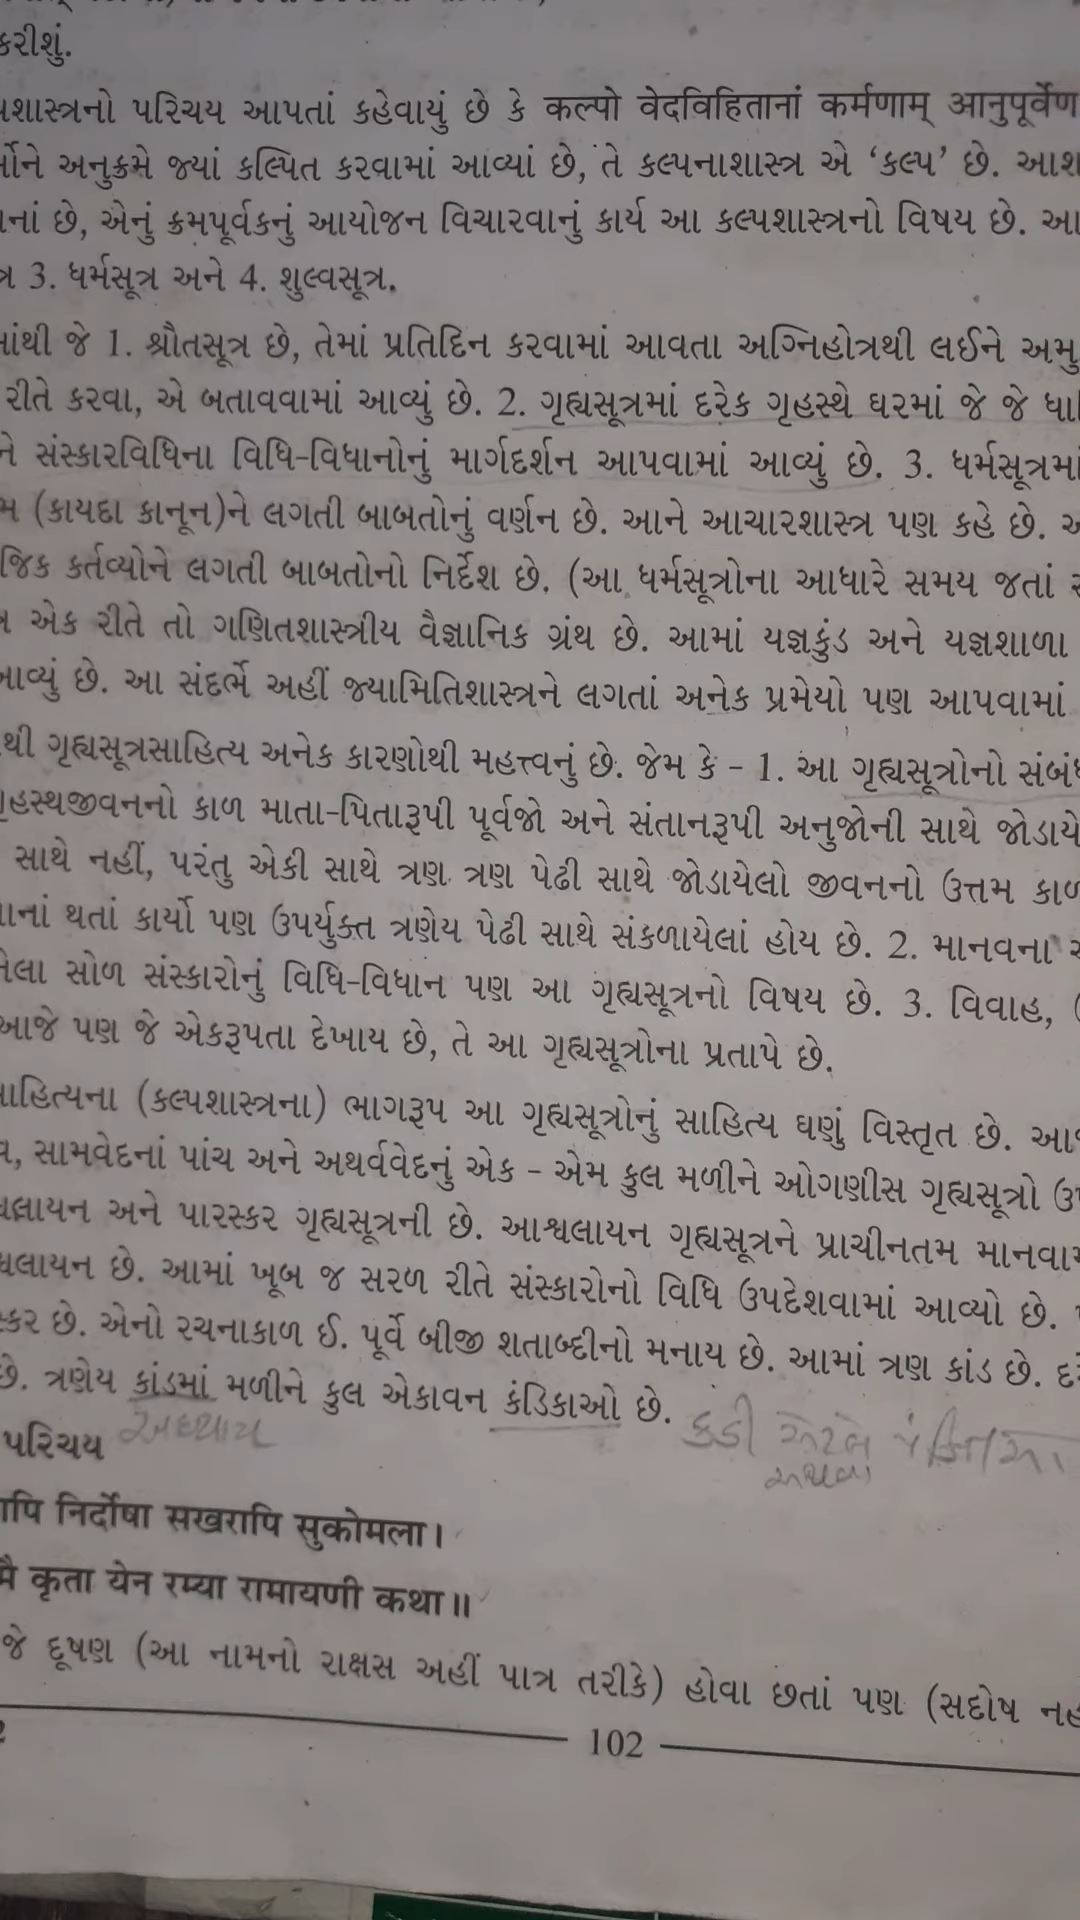 કરીશું.
શાસ્ત્રનો પરિચય આપતાં કહેવાયું છે કે कल्पो वेदविहितानां कर्मणाम् आनुपूर्वेण
અનુક્રમે જ્યાં કલ્પિત કરવામાં આવ્યાં છે, તે કલ્પનાશાસ્ત્ર એ ‘કલ્પ’ છે.
છે, એનું ક્રમપૂર્વકનું આયોજન વિચારવાનું કાર્ય આ કલ્પશાસ્ત્રનો વિષય છે. આ
3. ધર્મસૂત્ર અને 4. શુલ્વસૂત્ર.
જે 1. શ્રૌતસૂત્ર છે, તેમાં પ્રતિદિન કરવામાં આવતા અગ્નિહોત્રથી લઈને અમુ
રીતે કરવા, એ બતાવવામાં આવ્યું છે. 2. ગૃહ્યસૂત્રમાં દરેક ગૃહસ્થે ઘરમાં જે જે ધા
ને સંસ્કારવિધિના વિધિ-વિધાનોનું માર્ગદર્શન આપવામાં આવ્યું છે. 3. ધર્મસૂત્રમાં
મ (કાયદા કાનૂન)ને લગતી બાબતોનું વર્ણન છે. આને આચારશાસ્ત્ર પણ કહે છે.
જિક કર્તવ્યોને લગતી બાબતોનો નિર્દેશ છે. (આ ધર્મસૂત્રોના આધારે સમય જતાં
એક રીતે તો ગણિતશાસ્ત્રીય વૈજ્ઞાનિક ગ્રંથ છે. આમાં યજ્ઞકુંડ અને યજ્ઞશાળા
આવ્યું છે. આ સંદર્ભે અહીં જ્યામિતિશાસ્ત્રને લગતાં અનેક પ્રમેયો પણ આપવામાં
થી ગૃહ્યસૂત્રસાહિત્ય અનેક કારણોથી મહત્ત્વનું છે. જેમ કે - 1. આ ગૃહ્યસૂત્રોનો સંબં
ગૃહસ્થજીવનનો કાળ માતા-પિતારૂપી પૂર્વજો અને સંતાનરૂપી અનુજોની સાથે જોડાયે
સાથે નહીં, પરંતુ એકી સાથે ત્રણ ત્રણ પેઢી સાથે જોડાયેલો જીવનનો ઉત્તમ કાળ
થતાં કાર્યો પણ ઉપર્યુક્ત ત્રણેય પેઢી સાથે સંકળાયેલાં હોય છે. 2. માનવના
સોળ સંસ્કારોનું વિધિ-વિધાન પણ આ ગૃહ્યસૂત્રનો વિષય છે. 3. વિવાહ,
આજે પણ જે એકરૂપતા દેખાય છે, તે આ ગૃહ્યસૂત્રોના પ્રતાપે છે.
સાહિત્યના (કલ્પશાસ્ત્રના) ભાગરૂપ આ ગૃહ્યસૂત્રોનું સાહિત્ય ઘણું વિસ્તૃત છે.
સામવેદનાં પાંચ અને અથર્વવેદનું એક - એમ કુલ મળીને ઓગણીસ ગૃહ્યસૂત્રો
લાયન અને પારસ્કર ગૃહ્યસૂત્રની છે. આશ્વલાયન ગૃહ્યસૂત્રને પ્રાચીનતમ માનવા
લાયન છે. આમાં ખૂબ જ સરળ રીતે સંસ્કારોનો વિધિ ઉપદેશવામાં આવ્યો છે.
સ્કર છે. એનો રચનાકાળ ઈ. પૂર્વે બીજી શતાબ્દીનો મનાય છે. આમાં ત્રણ કાંડ છે.
છે. ત્રણેય કાંડમાં મળીને કુલ એકાવન કંડિકાઓ છે.
પરિચય અધ્યાય કડી એટલે
અથવા
पि निर्दोषा सखरापि सुकोमला।
मै कृता येन रम्या रामायणी कथा॥
જે દૂષણ (આ નામનો રાક્ષસ અહીં પાત્ર તરીકે) હોવા છતાં પણ (સદોષ
102